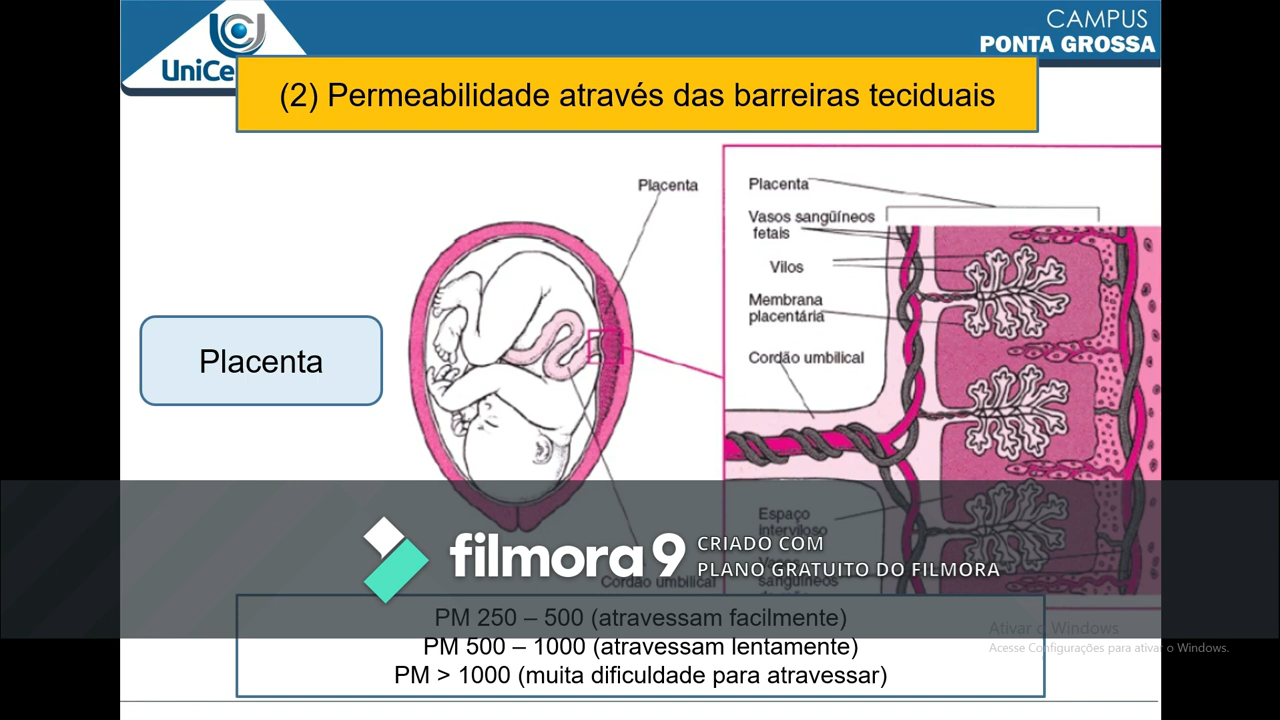 UniCe
CAMPUS
PONTA GROSSA
(2) Permeabilidade através das barreiras teciduais
Placenta
Placenta
Cordão umbilical
Placenta
Vasos sangüíneos
fetais
Vilos
Membrana
placentária
Cordão umbilical
Espaço
interviloso
sangüíneos
filmora 9
CRIADO COM
PLANO GRATUITO DO FILMORA
PM 250 – 500 (atravessam facilmente)
PM 500 – 1000 (atravessam lentamente)
PM > 1000 (muita dificuldade para atravessar)
Ativar o Windows
Acesse Configurações para ativar o Windows.